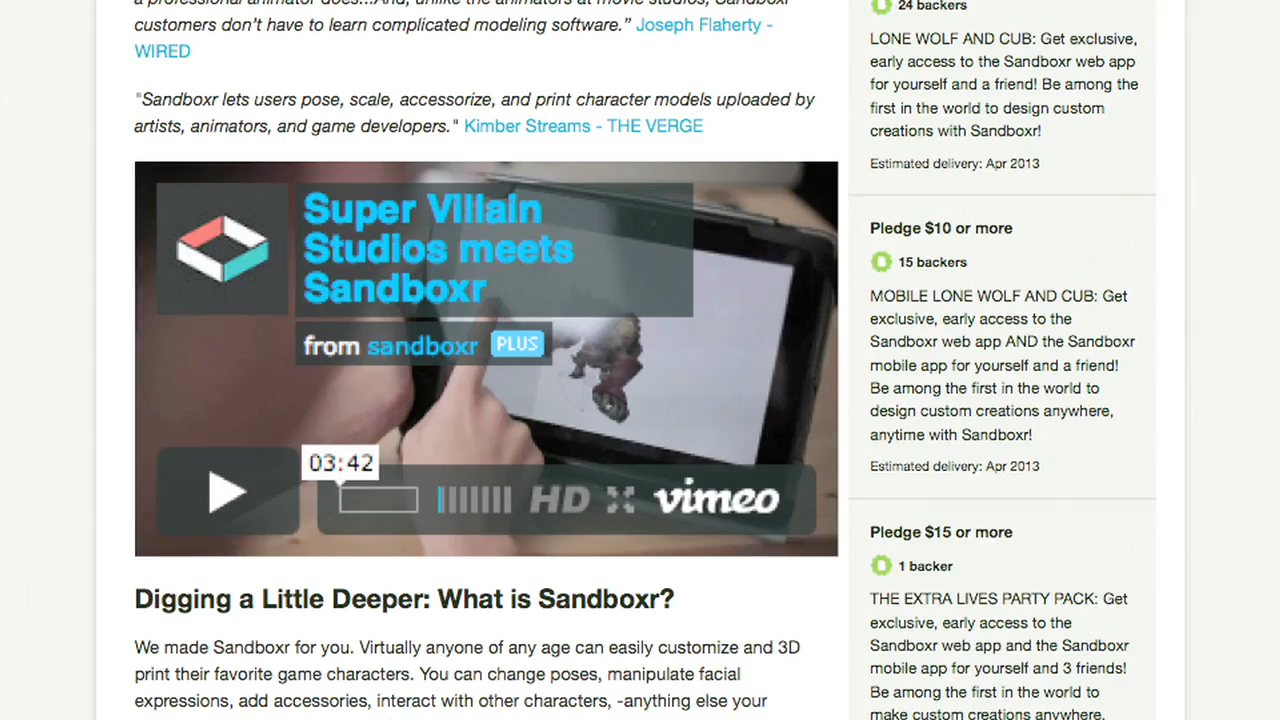 a professional animator does...And, unlike the animators at movie studios, Sandboxr
customers don't have to learn complicated modeling software." Joseph Flaherty -
WIRED
"Sandboxr lets users pose, scale, accessorize, and print character models uploaded by
artists, animators, and game developers." Kimber Streams - THE VERGE
Super Villain
Studios meets
Sandboxr
from sandboxr PLUS
03:42
HD vimeo
Digging a Little Deeper: What is Sandboxr?
We made Sandboxr for you. Virtually anyone of any age can easily customize and 3D
print their favorite game characters. You can change poses, manipulate facial
expressions, add accessories, interact with other characters, -anything else your
24 backers
LONE WOLF AND CUB: Get exclusive,
early access to the Sandboxr web app
for yourself and a friend! Be among the
first in the world to design custom
creations with Sandboxr!
Estimated delivery: Apr 2013
Pledge $10 or more
15 backers
MOBILE LONE WOLF AND CUB: Get
exclusive, early access to the
Sandboxr web app AND the Sandboxr
mobile app for yourself and a friend!
Be among the first in the world to
design custom creations anywhere,
anytime with Sandboxr!
Estimated delivery: Apr 2013
Pledge $15 or more
1 backer
THE EXTRA LIVES PARTY PACK: Get
exclusive, early access to the
Sandboxr web app and the Sandboxr
mobile app for yourself and 3 friends!
Be among the first in the world to
make custom creations anywhere,